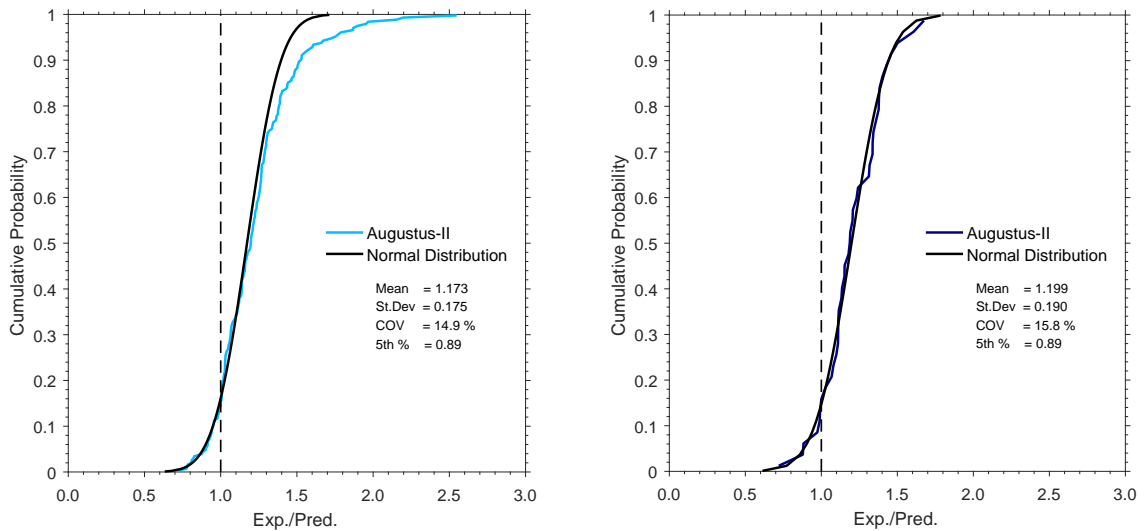 1
0.9
0.8
0.7
0.6
0.5
0.4
0.3
0.2
0.1
0
Cumulative Probability
Augustus-II
Normal Distribution
Mean = 1.173
St.Dev = 0.175
COV = 14.9 %
5th % = 0.89
0.0 0.5 1.0 1.5 2.0 2.5 3.0
Exp./Pred.
1
0.9
0.8
0.7
0.6
0.5
0.4
0.3
0.2
0.1
0
Cumulative Probability
Augustus-II
Normal Distribution
Mean = 1.199
St.Dev = 0.190
COV = 15.8 %
5th % = 0.89
0.0 0.5 1.0 1.5 2.0 2.5 3.0
Exp./Pred.